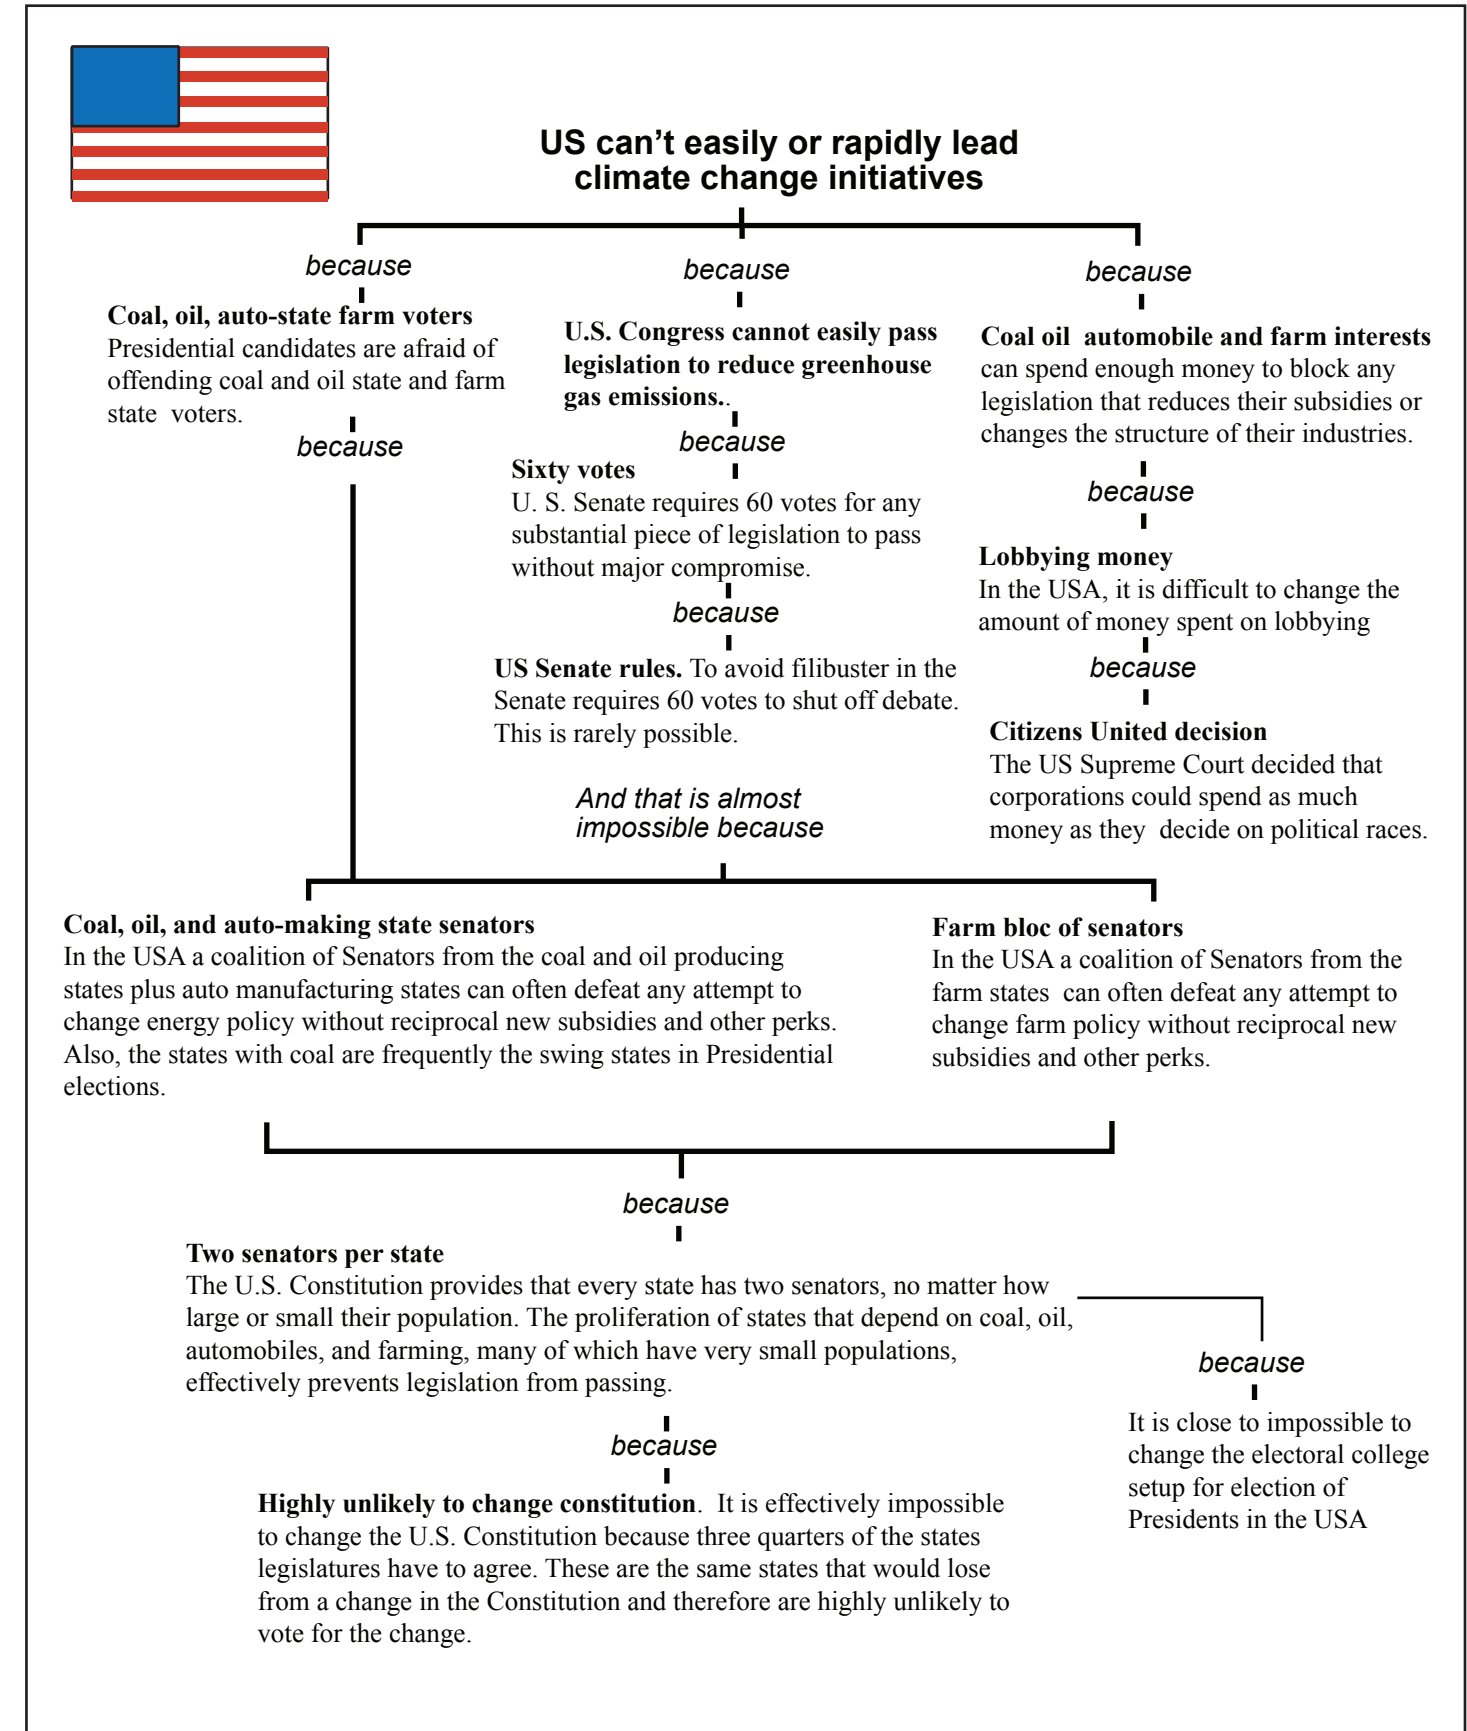 US can't easily or rapidly lead
climate change initiatives
because
Coal, oil, auto-state farm voters
Presidential candidates are afraid of
offending coal and oil state and farm
state  voters.
because
because
U.S. Congress cannot easily pass
legislation to reduce greenhouse
gas emissions..
because
Sixty votes
U. S. Senate requires 60 votes for any
substantial piece of legislation to pass
without major compromise.
because
US Senate rules. To avoid filibuster in the
Senate requires 60 votes to shut off debate.
This is rarely possible.
And that is almost
impossible because
because
Coal oil  automobile and farm interests
can spend enough money to block any
legislation that reduces their subsidies or
changes the structure of their industries.
because
Lobbying money
In the USA, it is difficult to change the
amount of money spent on lobbying
because
Citizens United decision
The US Supreme Court decided that
corporations could spend as much
money as they  decide on political races.
Coal, oil, and auto-making state senators
In the USA a coalition of Senators from the coal and oil producing
states plus auto manufacturing states can often defeat any attempt to
change energy policy without reciprocal new subsidies and other perks.
Also, the states with coal are frequently the swing states in Presidential
elections.
Farm bloc of senators
In the USA a coalition of Senators from the
farm states  can often defeat any attempt to
change farm policy without reciprocal new
subsidies and other perks.
because
Two senators per state
The U.S. Constitution provides that every state has two senators, no matter how
large or small their population. The proliferation of states that depend on coal, oil,
automobiles, and farming, many of which have very small populations,
effectively prevents legislation from passing.
because
Highly unlikely to change constitution.  It is effectively impossible
to change the U.S. Constitution because three quarters of the states
legislatures have to agree. These are the same states that would lose
from a change in the Constitution and therefore are highly unlikely to
vote for the change.
because
It is close to impossible to
change the electoral college
setup for election of
Presidents in the USA